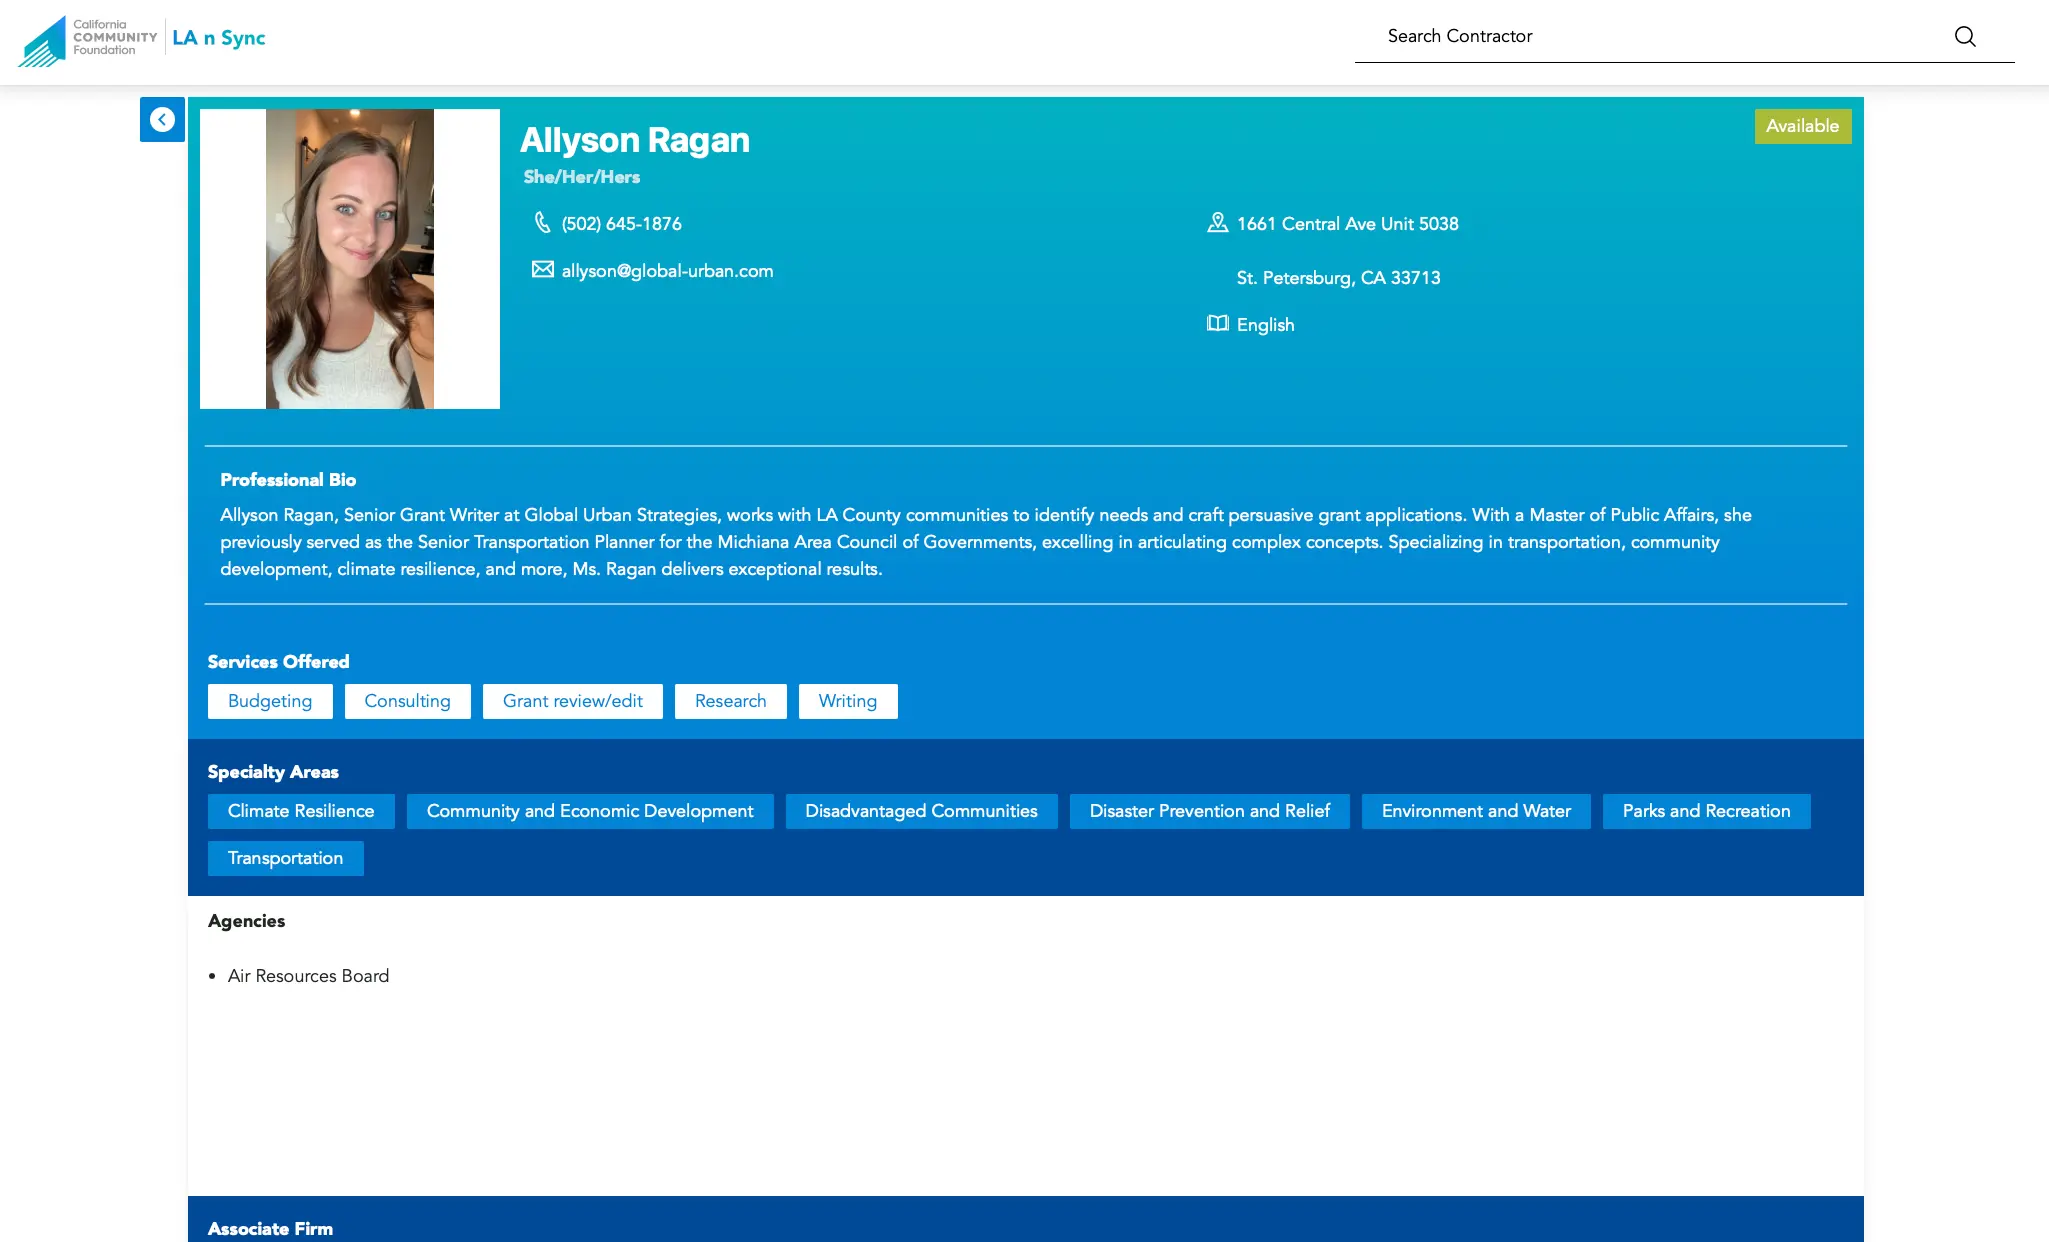 California
COMMUNITY
Foundation
LA n Sync
Search Contractor
Allyson Ragan
Available
She/Her/Hers
(502) 645-1876
allyson@global-urban.com
1661 Central Ave Unit 5038
St. Petersburg, CA 33713
English
Professional Bio
Allyson Ragan, Senior Grant Writer at Global Urban Strategies, works with LA County communities to identify needs and craft persuasive grant applications. With a Master of Public Affairs, she
previously served as the Senior Transportation Planner for the Michiana Area Council of Governments, excelling in articulating complex concepts. Specializing in transportation, community
development, climate resilience, and more, Ms. Ragan delivers exceptional results.
Services Offered
Budgeting Consulting Grant review/edit Research Writing
Specialty Areas
Climate Resilience Community and Economic Development Disadvantaged Communities Disaster Prevention and Relief Environment and Water Parks and Recreation
Transportation
Agencies
• Air Resources Board
Associate Firm